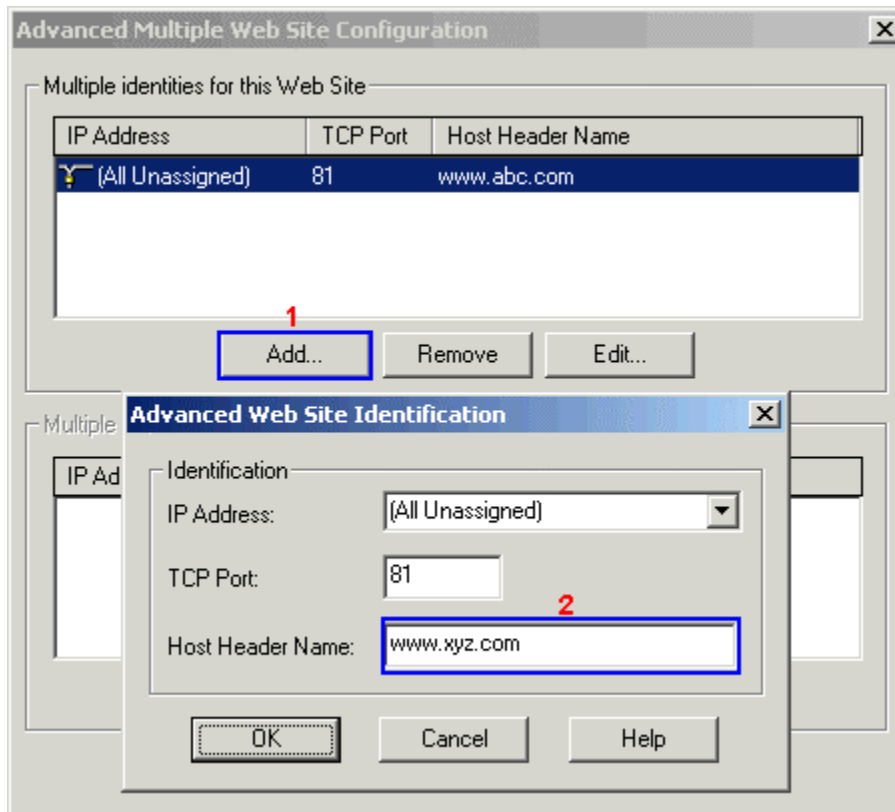 Advanced Multiple Web Site Configuration
Multiple identities for this Web Site
IP Address TCP Port Host Header Name
(All Unassigned) 81 www.abc.com
1
Add... Remove Edit...
Multiple
IP Ad
Advanced Web Site Identification
Identification
IP Address: (All Unassigned)
TCP Port: 81
2
Host Header Name: www.xyz.com
OK Cancel Help